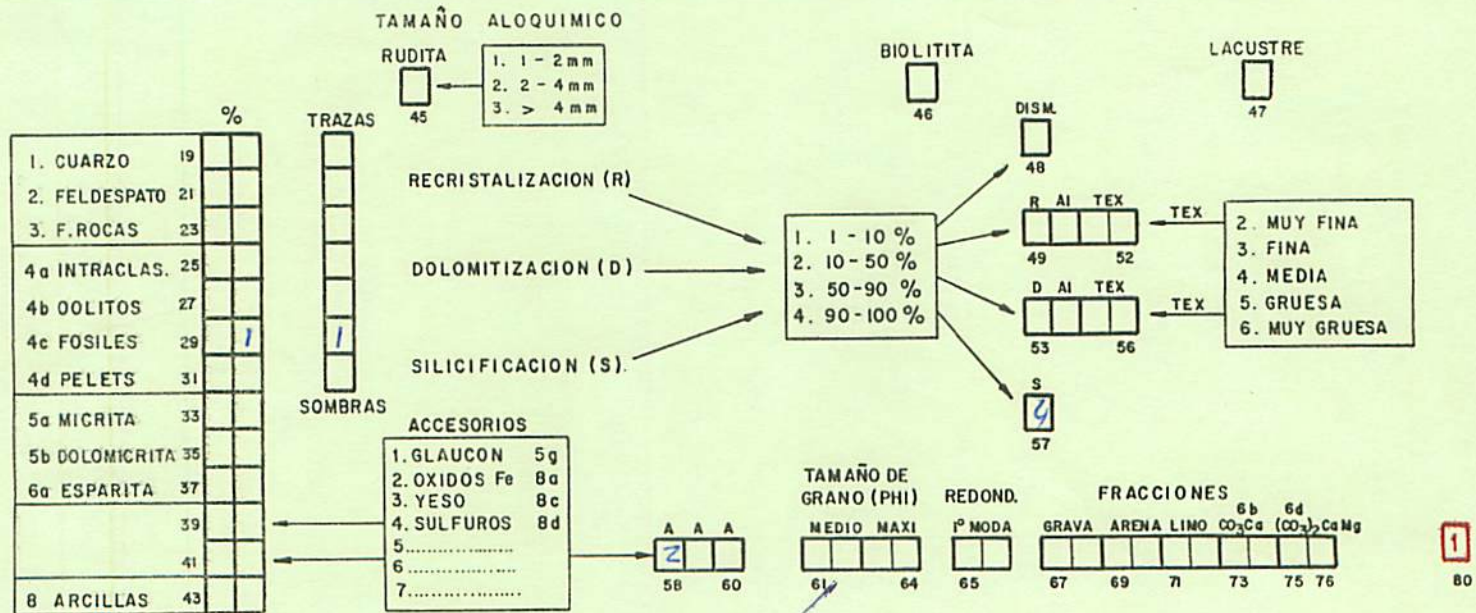 TAMAÑO ALOQUIMICO
RUDITA
45
1. 1 - 2 mm
2. 2 - 4 mm
3. > 4 mm
BIOLITITA
46
LACUSTRE
47
%
TRAZAS
1. CUARZO 19
2. FELDESPATO 21
3. F. ROCAS 23
4a INTRACLAS. 25
4b OOLITOS 27
4c FOSILES 29 1 1
4d PELETS 31
5a MICRITA 33
5b DOLOMICRITA 35
6a ESPARITA 37
39
41
8 ARCILLAS 43
SOMBRAS
RECRISTALIZACION (R)
DOLOMITIZACION (D)
SILICIFICACION (S).
1. 1 - 10 %
2. 10 - 50 %
3. 50 - 90 %
4. 90 - 100 %
DISM.
48
R AI TEX
49 52
D AI TEX
53 56
S
4
57
TEX
TEX
2. MUY FINA
3. FINA
4. MEDIA
5. GRUESA
6. MUY GRUESA
ACCESORIOS
1. GLAUCON 5g
2. OXIDOS Fe 8a
3. YESO 8c
4. SULFUROS 8d
5..................
6..................
7..................
A A A
2
58 60
TAMAÑO DE
GRANO (PHI)
MEDIO MAXI
61 64
REDOND.
1º MODA
65
FRACCIONES
6b 6d
GRAVA ARENA LIMO CO3Ca (CO3)2CaMg
67 69 71 73 75 76
1
80